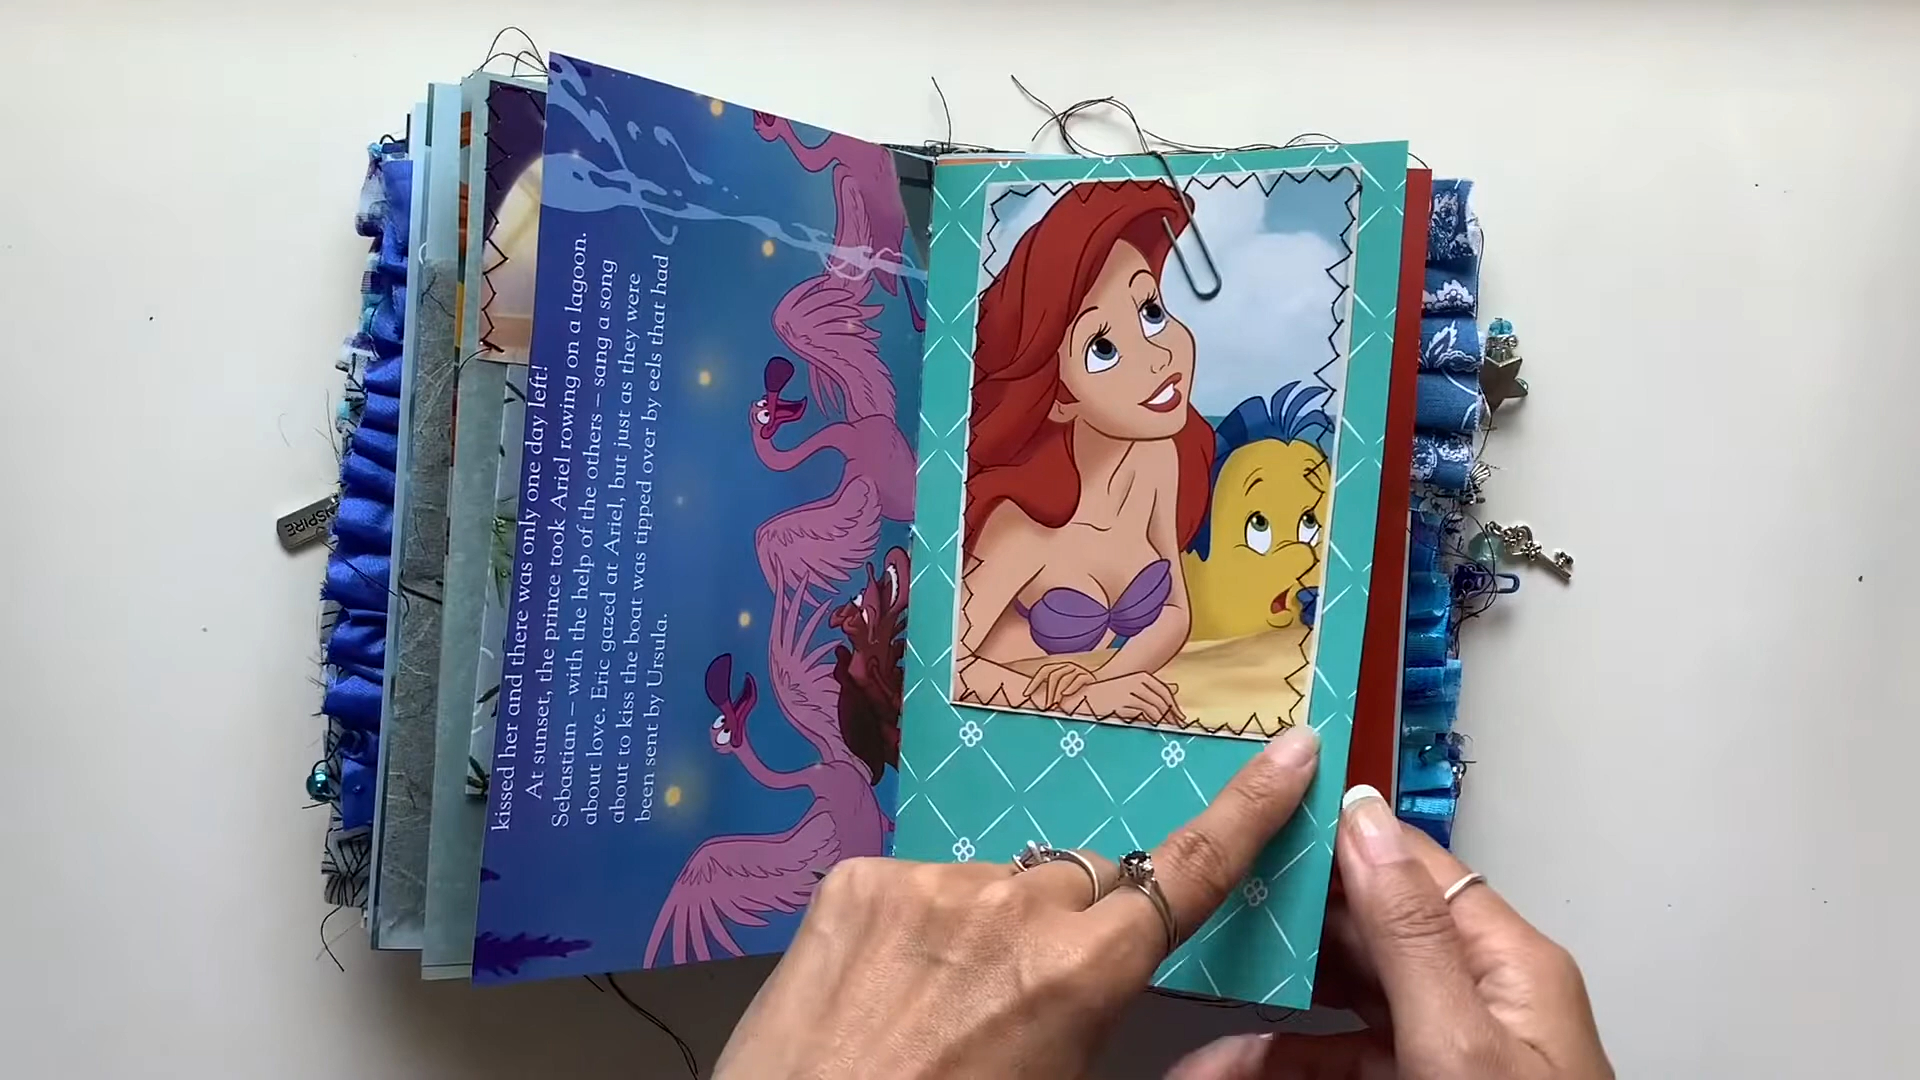 kissed her and there was only one day left!
At sunset, the prince took Ariel rowing on a lagoon.
Sebastian – with the help of the others – sang a song
about love. Eric gazed at Ariel, but just as they were
about to kiss the boat was tipped over by eels that had
been sent by Ursula.
INSPIRE